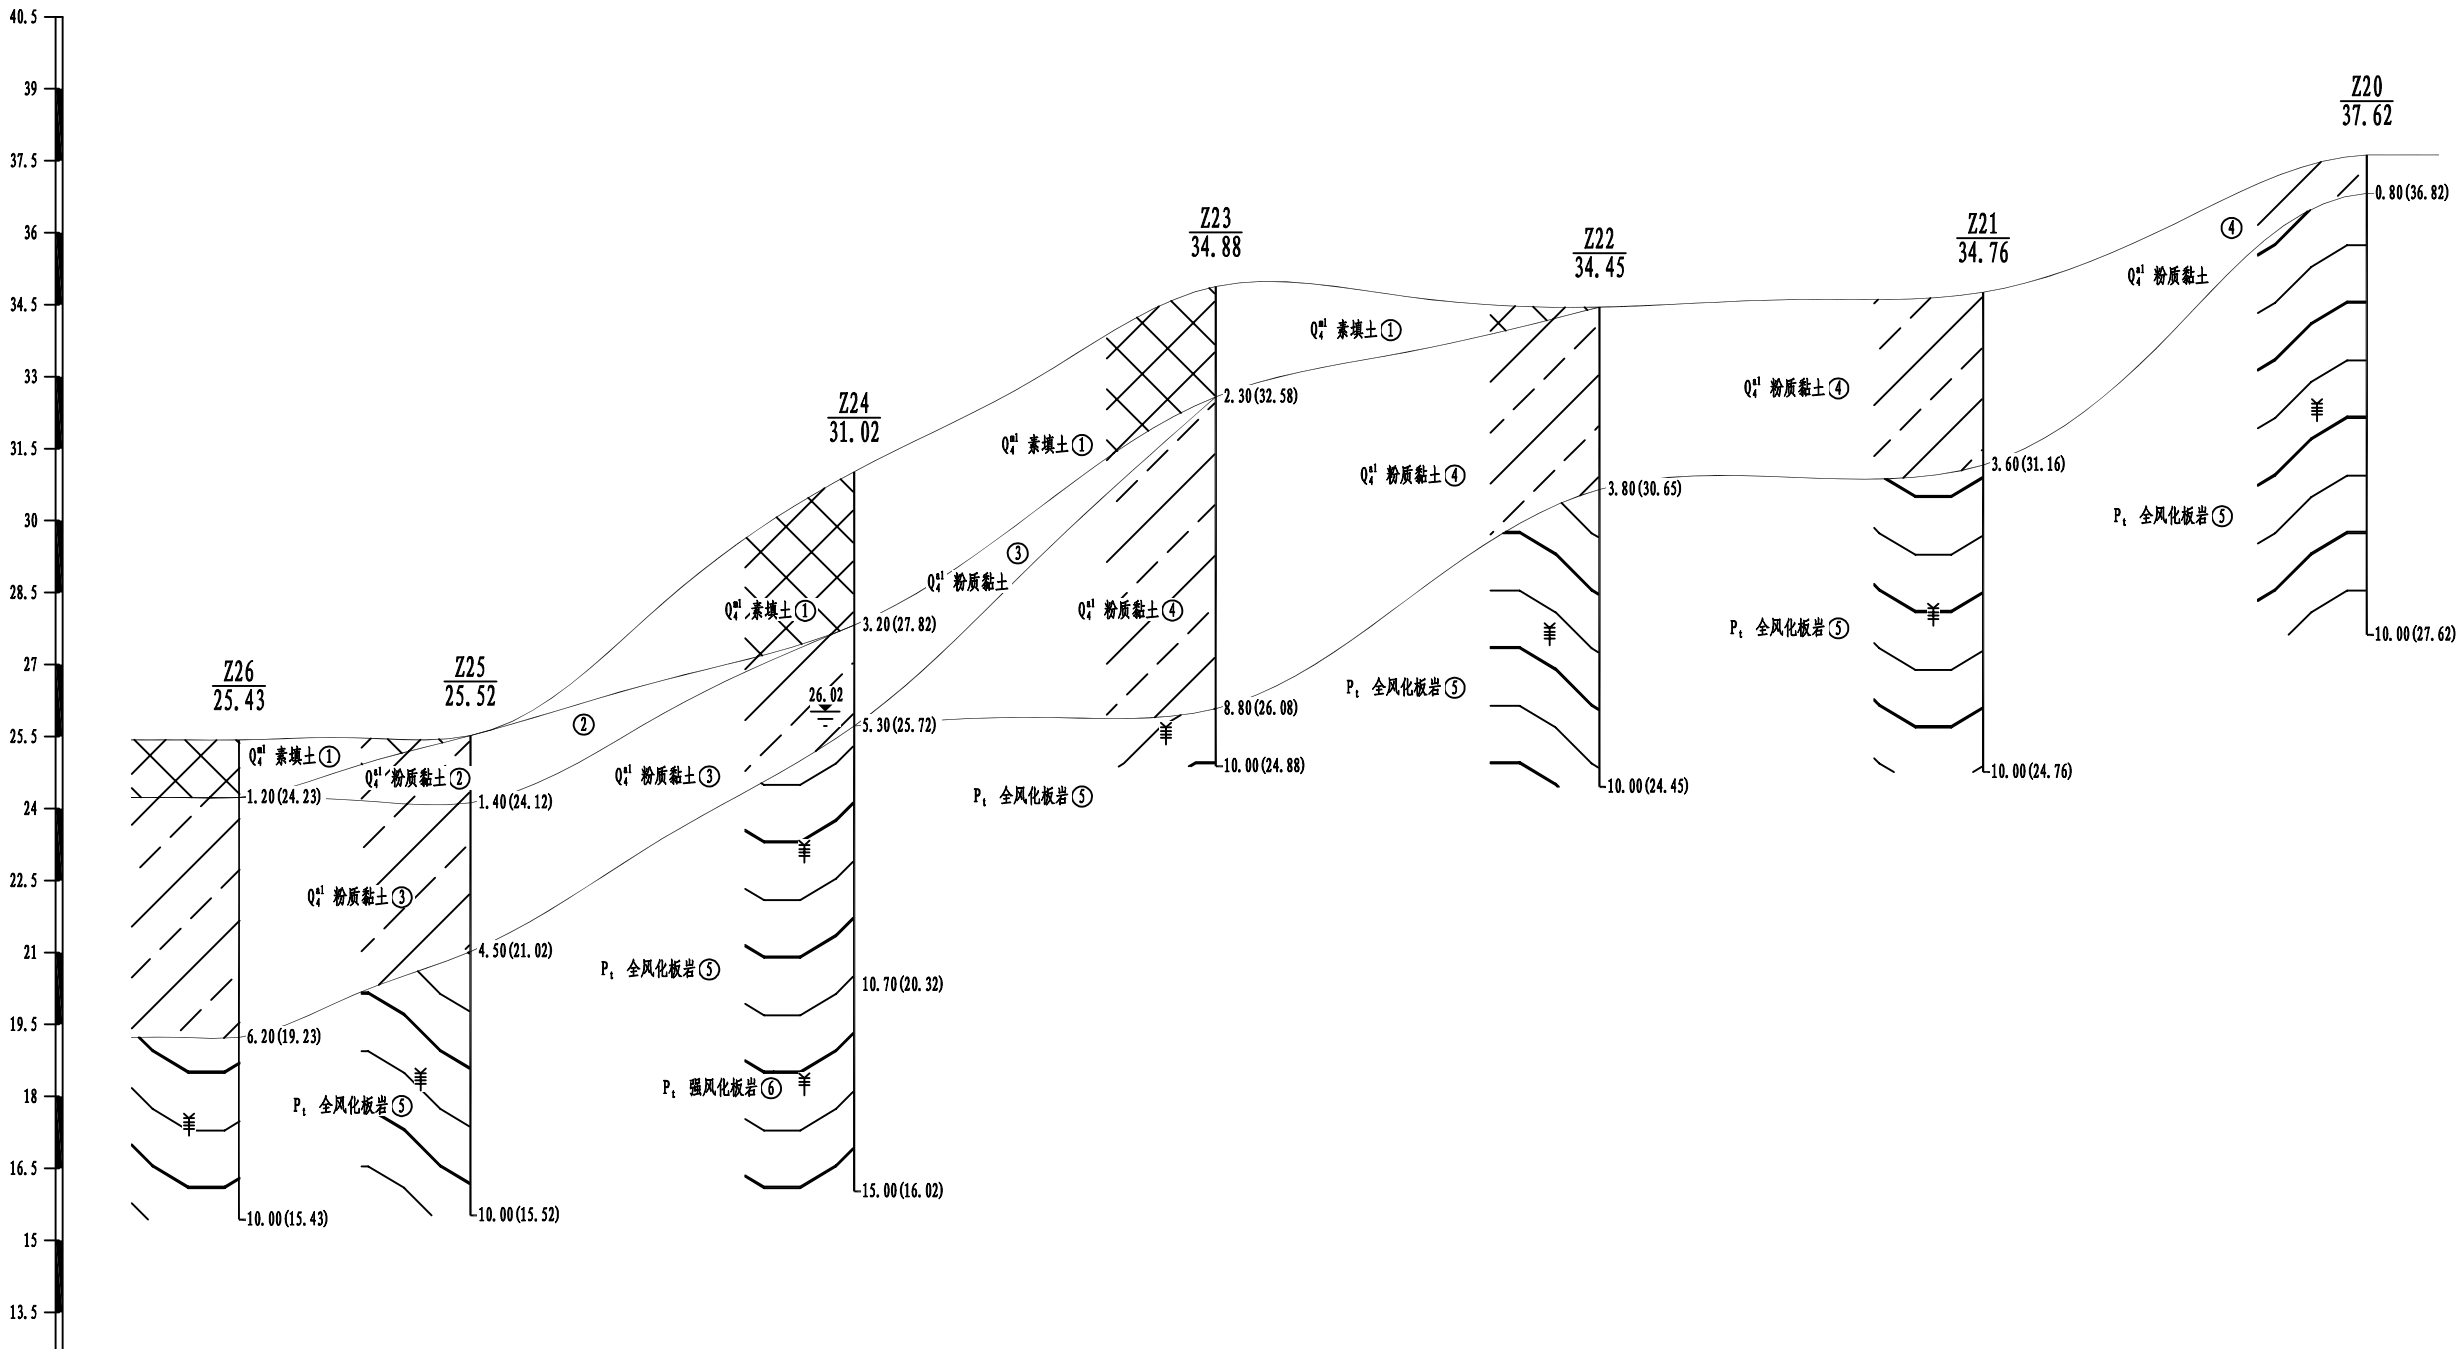 40.5
39
37.5
36
34.5
33
31.5
30
28.5
27
25.5
24
22.5
21
19.5
18
16.5
15
13.5
Z26
25.43
Q₄ᵐˡ 素填土①
1.20(24.23)
6.20(19.23)
10.00(15.43)
Z25
25.52
Q₄ᵃˡ 粉质黏土②
1.40(24.12)
Q₄ᵃˡ 粉质黏土③
4.50(21.02)
Pₜ 全风化板岩⑤
10.00(15.52)
②
Z24
31.02
Q₄ᵐˡ 素填土①
3.20(27.82)
26.02
5.30(25.72)
Q₄ᵃˡ 粉质黏土③
Pₜ 全风化板岩⑤
10.70(20.32)
Pₜ 强风化板岩⑥
15.00(16.02)
Z23
34.88
2.30(32.58)
Q₄ᵐˡ 素填土①
③
Q₄ᵃˡ 粉质黏土
Q₄ᵃˡ 粉质黏土④
8.80(26.08)
10.00(24.88)
Pₜ 全风化板岩⑤
Z22
34.45
Q₄ᵐˡ 素填土①
Q₄ᵃˡ 粉质黏土④
3.80(30.65)
Pₜ 全风化板岩⑤
10.00(24.45)
Z21
34.76
Q₄ᵃˡ 粉质黏土④
3.60(31.16)
Pₜ 全风化板岩⑤
10.00(24.76)
Z20
37.62
0.80(36.82)
④
Q₄ᵃˡ 粉质黏土
Pₜ 全风化板岩⑤
10.00(27.62)